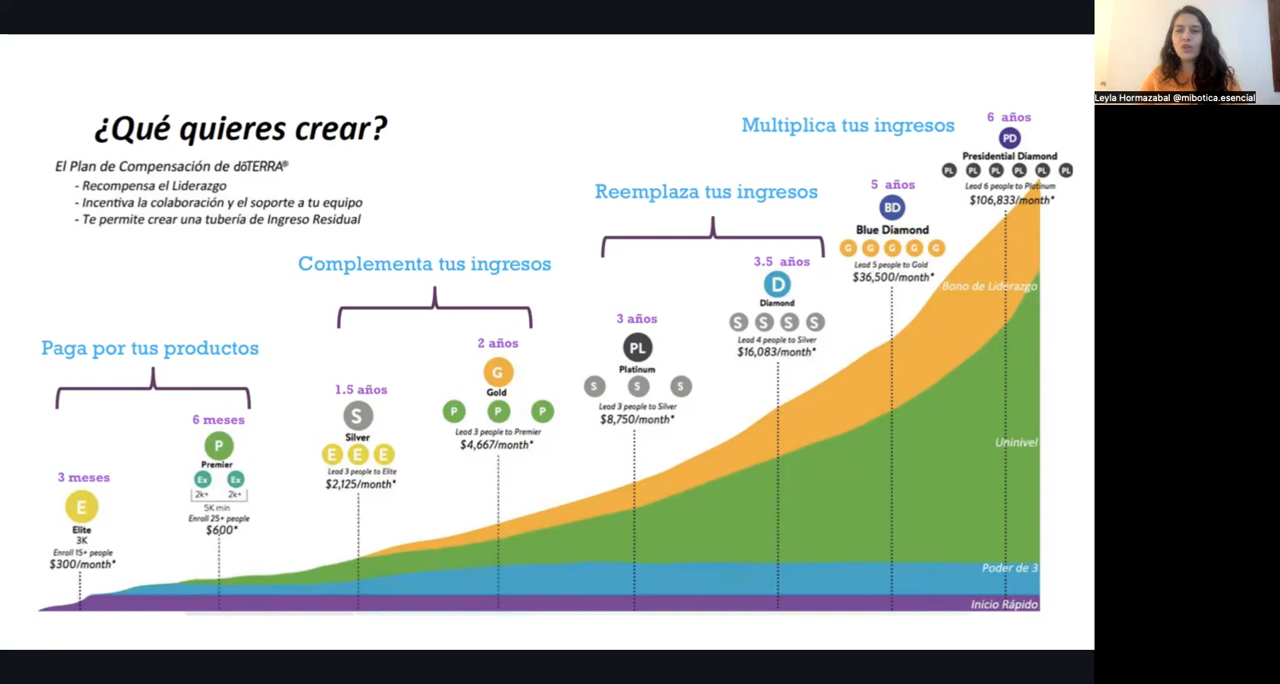 Leyla Hormazabal @mibotica.esencial
¿Qué quieres crear?
El Plan de Compensación de dōTERRA®
- Recompensa el Liderazgo
- Incentiva la colaboración y el soporte a tu equipo
- Te permite crear una tubería de Ingreso Residual
Paga por tus productos
3 meses
E
Elite
3K
Enroll 15+ people
$300/month*
6 meses
P
Premier
Ex Ex
2k+ 2k+
5K min
Enroll 25+ people
$600*
Complementa tus ingresos
1.5 años
S
Silver
E E E
Lead 3 people to Elite
$2,125/month*
2 años
G
Gold
P P P
Lead 3 people to Premier
$4,667/month*
Reemplaza tus ingresos
3 años
PL
Platinum
S S S
Lead 3 people to Silver
$8,750/month*
3.5 años
D
Diamond
S S S S
Lead 4 people to Silver
$16,083/month*
Multiplica tus ingresos
5 años
BD
Blue Diamond
G G G G G
Lead 5 people to Gold
$36,500/month*
6 años
PD
Presidential Diamond
PL PL PL PL PL PL
Lead 6 people to Platinum
$106,833/month*
Bono de Liderazgo
Uninivel
Poder de 3
Inicio Rápido